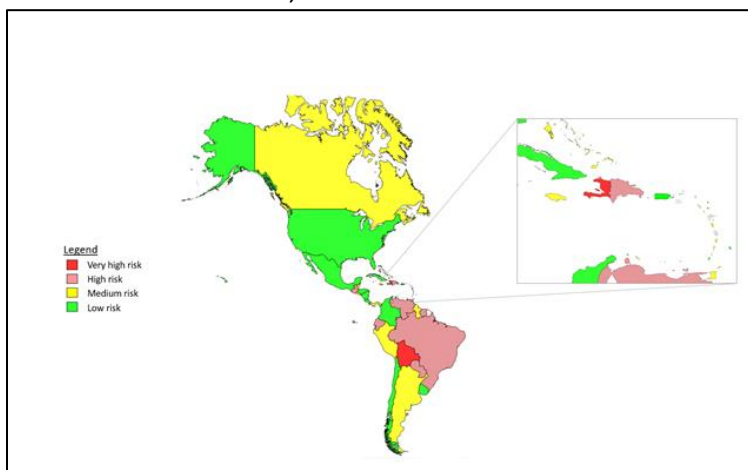 Legend
Very high risk
High risk
Medium risk
Low risk